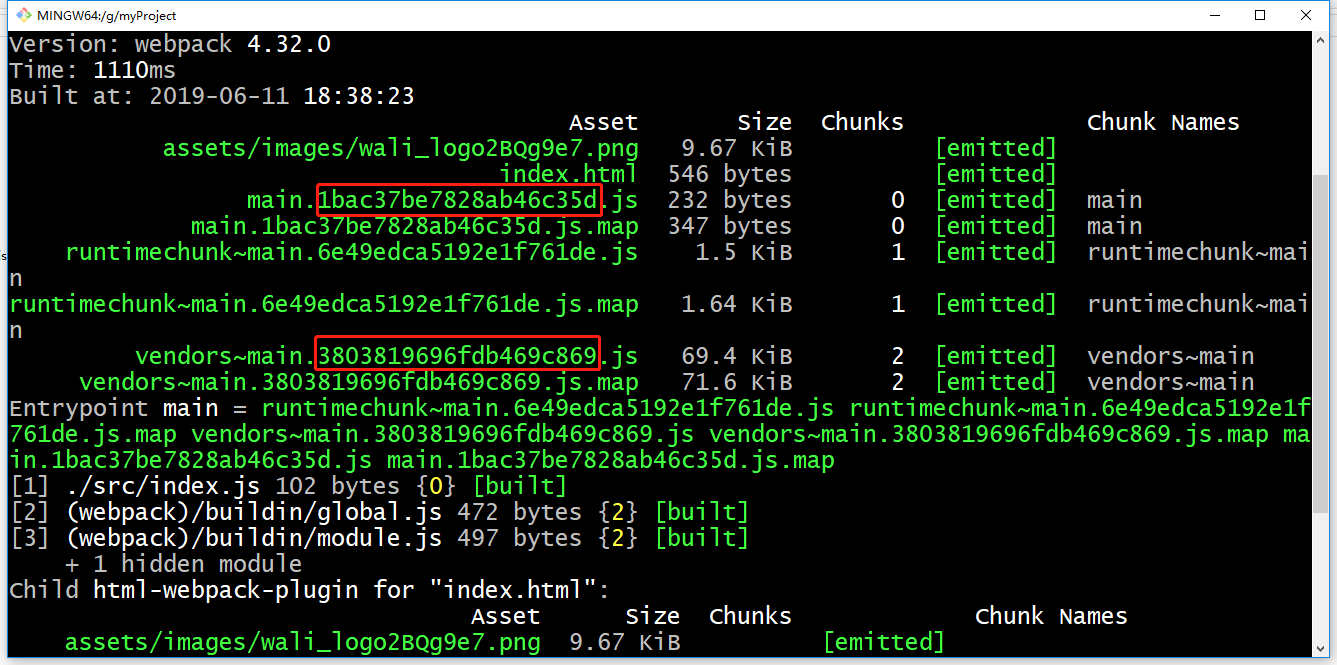 MINGW64:/g/myProject
Version: webpack 4.32.0
Time: 1110ms
Built at: 2019-06-11 18:38:23
Asset Size Chunks Chunk Names
assets/images/wali_logo2BQg9e7.png 9.67 KiB [emitted]
index.html 546 bytes [emitted]
main.1bac37be7828ab46c35d.js 232 bytes 0 [emitted] main
main.1bac37be7828ab46c35d.js.map 347 bytes 0 [emitted] main
runtimechunk~main.6e49edca5192e1f761de.js 1.5 KiB 1 [emitted] runtimechunk~mai
n
runtimechunk~main.6e49edca5192e1f761de.js.map 1.64 KiB 1 [emitted] runtimechunk~mai
n
vendors~main.3803819696fdb469c869.js 69.4 KiB 2 [emitted] vendors~main
vendors~main.3803819696fdb469c869.js.map 71.6 KiB 2 [emitted] vendors~main
Entrypoint main = runtimechunk~main.6e49edca5192e1f761de.js runtimechunk~main.6e49edca5192e1f
761de.js.map vendors~main.3803819696fdb469c869.js vendors~main.3803819696fdb469c869.js.map ma
in.1bac37be7828ab46c35d.js main.1bac37be7828ab46c35d.js.map
[1] ./src/index.js 102 bytes {0} [built]
[2] (webpack)/buildin/global.js 472 bytes {2} [built]
[3] (webpack)/buildin/module.js 497 bytes {2} [built]
+ 1 hidden module
Child html-webpack-plugin for "index.html":
Asset Size Chunks Chunk Names
assets/images/wali_logo2BQg9e7.png 9.67 KiB [emitted]